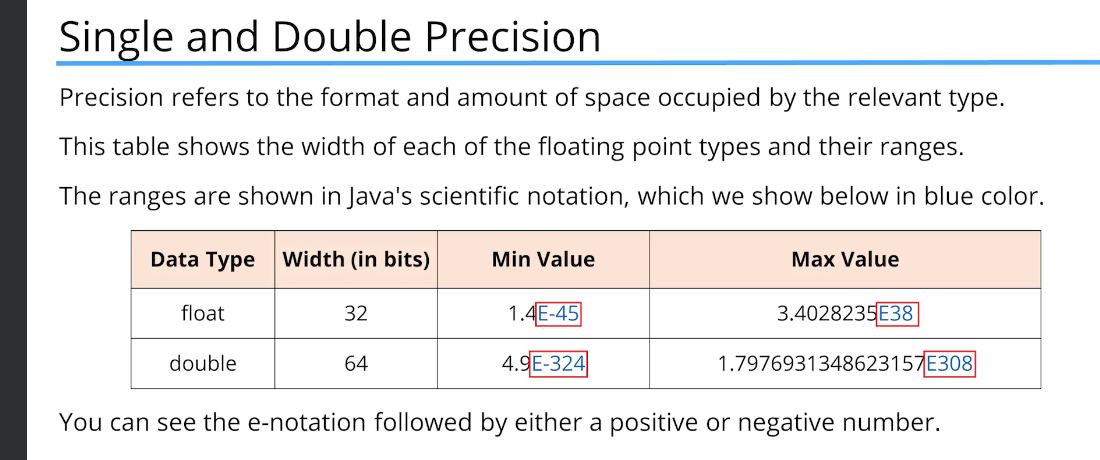 Single and Double Precision
Precision refers to the format and amount of space occupied by the relevant type.
This table shows the width of each of the floating point types and their ranges.
The ranges are shown in Java's scientific notation, which we show below in blue color.
Data Type Width (in bits) Min Value Max Value
float 32 1.4E-45 3.4028235E38
double 64 4.9E-324 1.7976931348623157E308
You can see the e-notation followed by either a positive or negative number.